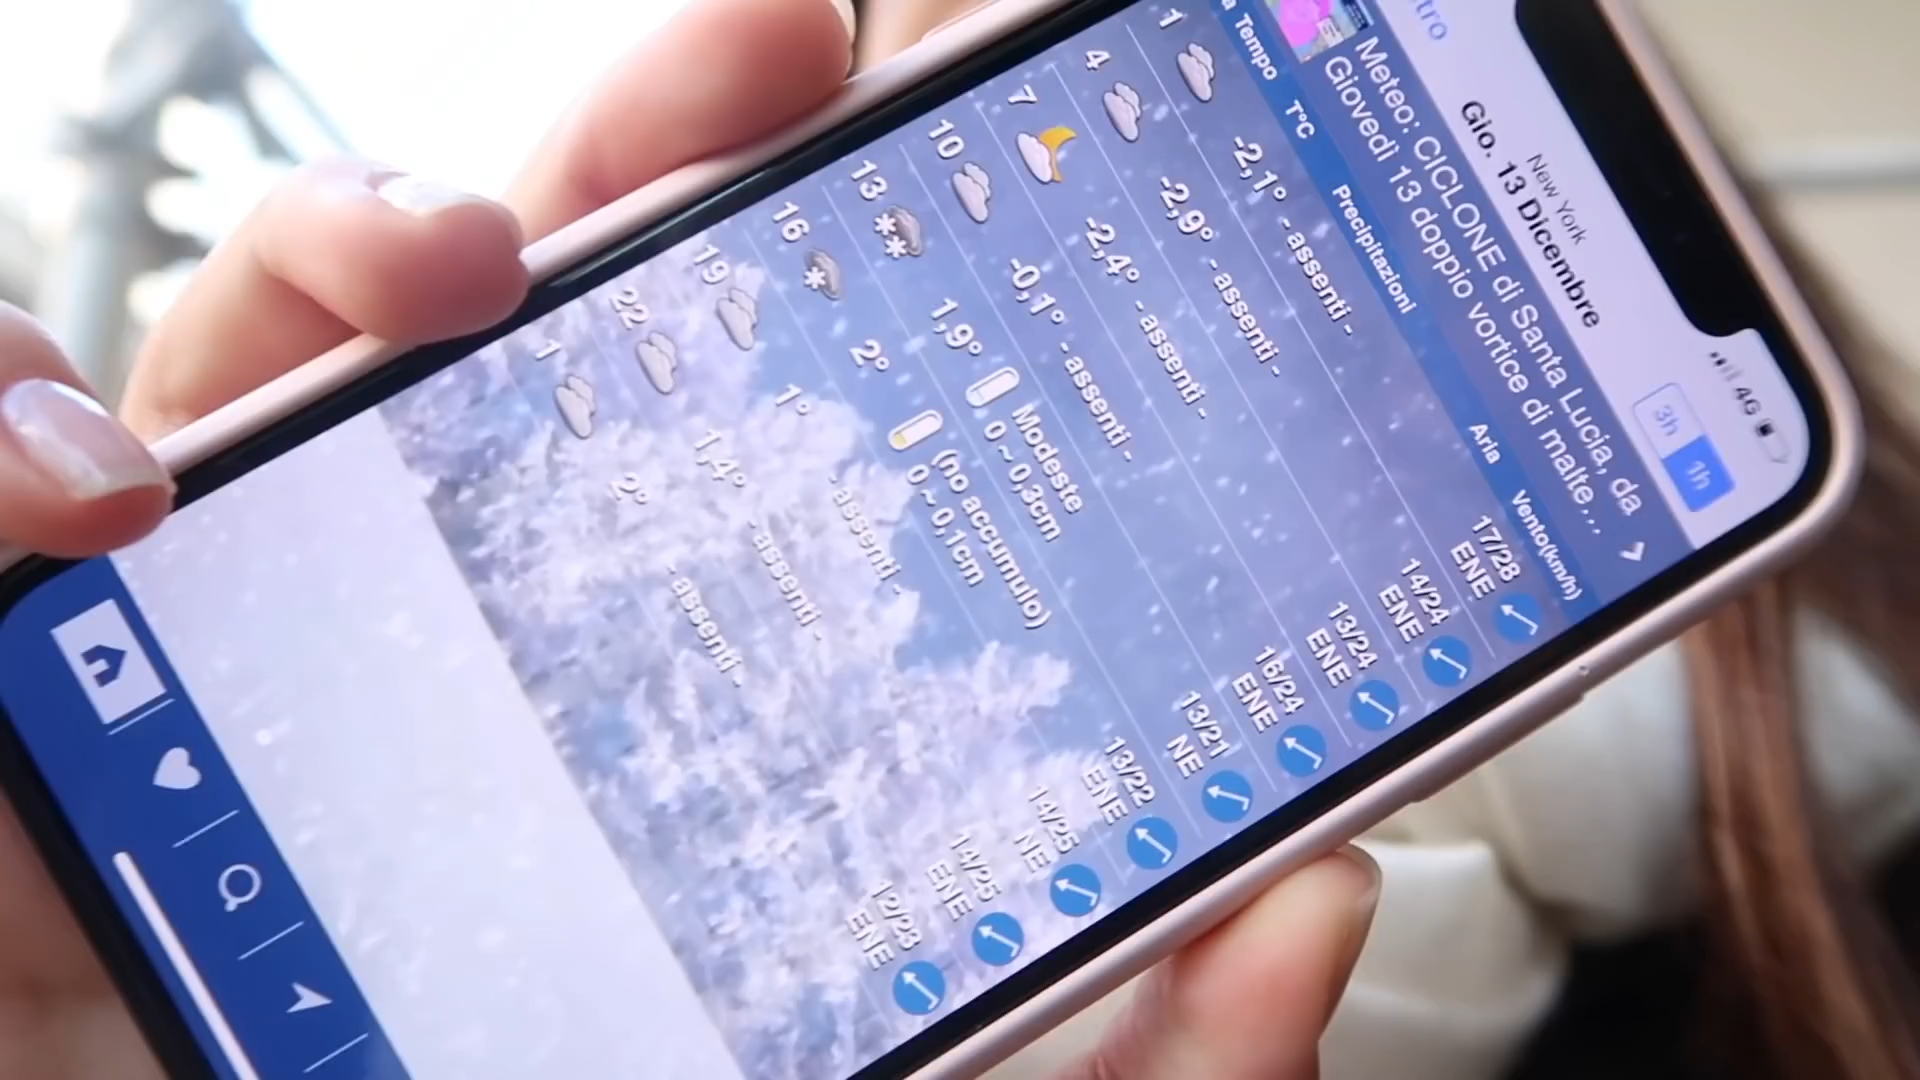 4G
tro
New York
Gio. 13 Dicembre
3h 1h
Meteo: CICLONE di Santa Lucia, da
Giovedì 13 doppio vortice di malte...
a Tempo T°C Precipitazioni Aria Vento(km/h)
1 -2,1° - assenti - 17/28
ENE
4 -2,9° - assenti - 14/24
ENE
7 -2,4° - assenti - 13/24
ENE
10 -0,1° - assenti - 16/24
ENE
13 1,9° Modeste 13/21
0~0,3cm NE
16 2° (no accumulo) 13/22
0~0,1cm ENE
19 1° - assenti - 14/25
NE
22 1,4° - assenti - 14/25
ENE
1 2° - assenti - 12/23
ENE